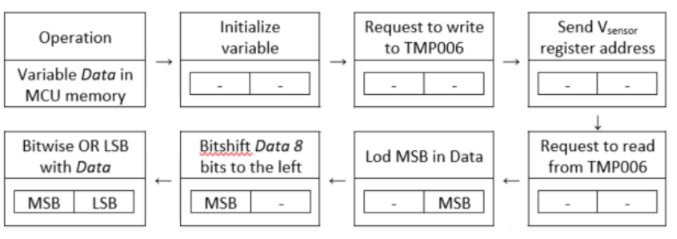 Operation
Variable Data in
MCU memory
→
Initialize
variable
- -
→
Request to write
to TMP006
- -
→
Send Vsensor
register address
- -
↓
Request to read
from TMP006
- -
←
Lod MSB in Data
- MSB
←
Bitshift Data 8
bits to the left
MSB -
←
Bitwise OR LSB
with Data
MSB LSB